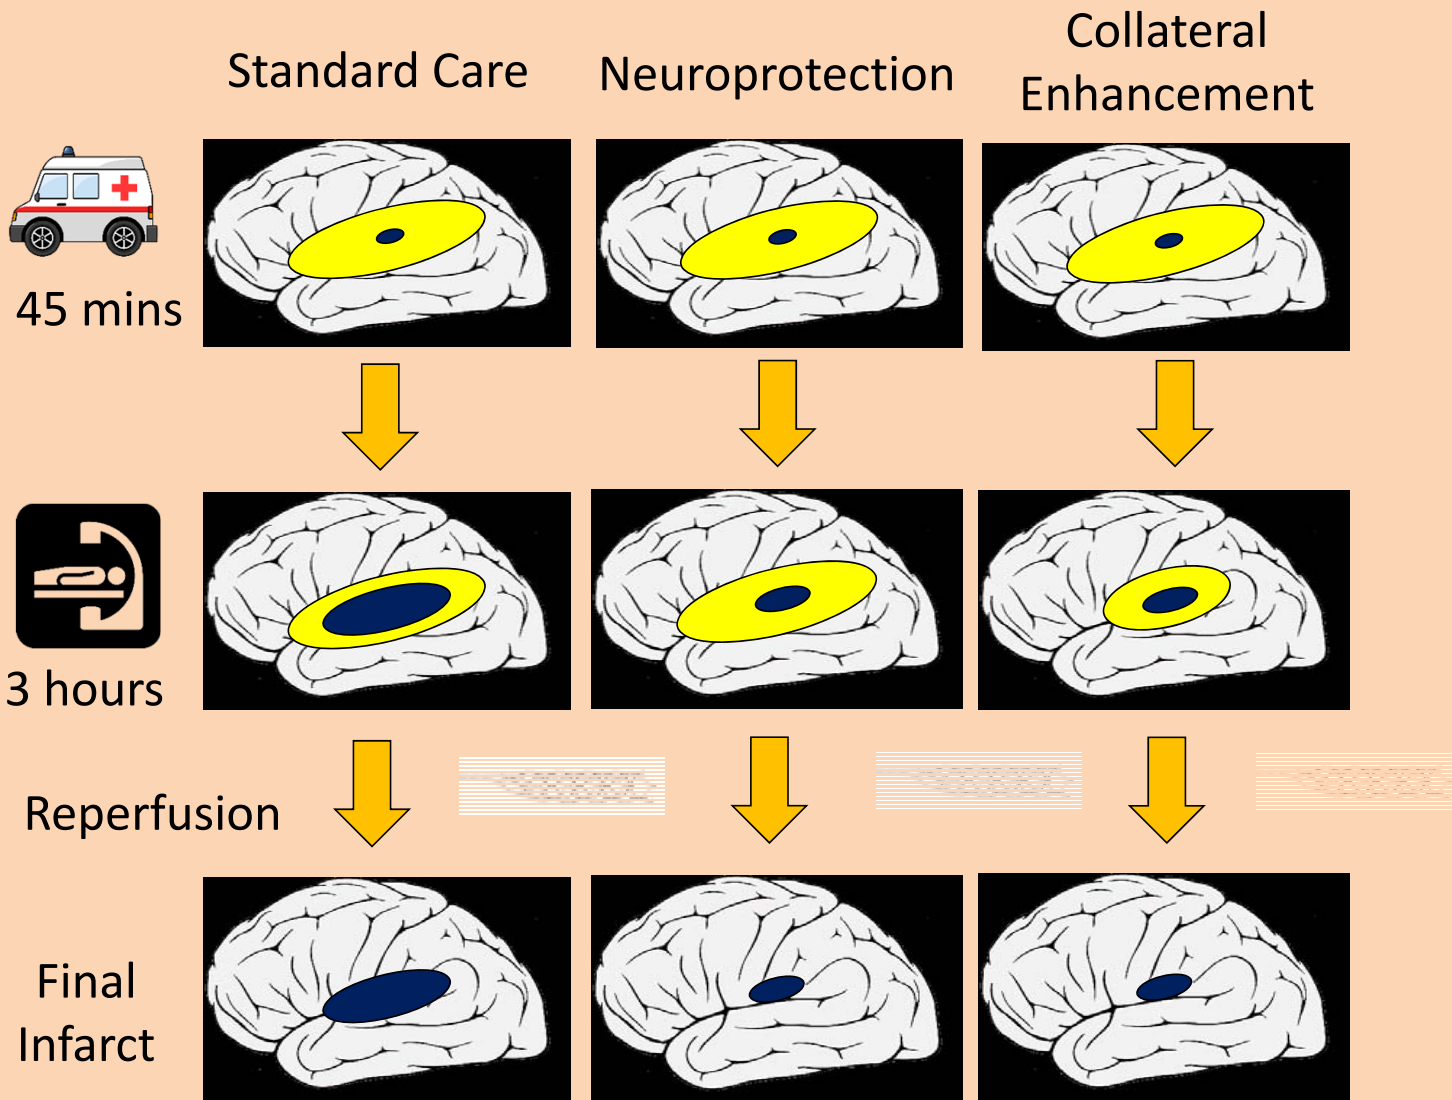 Standard Care
Neuroprotection
Collateral
Enhancement
45 mins
3 hours
Reperfusion
Final
Infarct